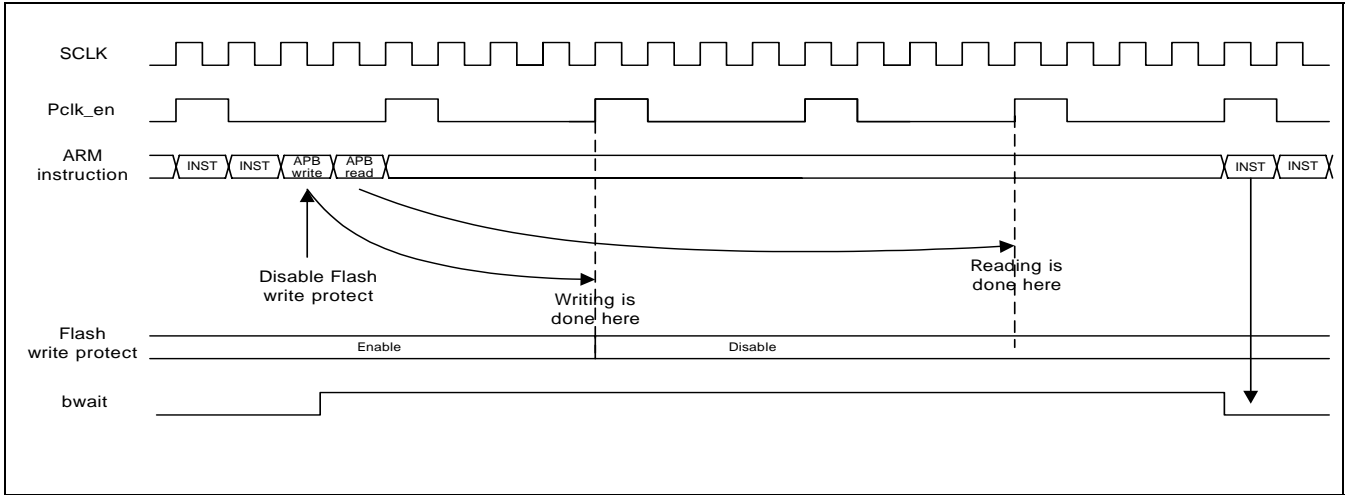 SCLK
Pclk_en
ARM
instruction
INST
INST
APB
write
APB
read
INST
INST
Disable Flash
write protect
Writing is
done here
Reading is
done here
Flash
write protect
Enable
Disable
bwait